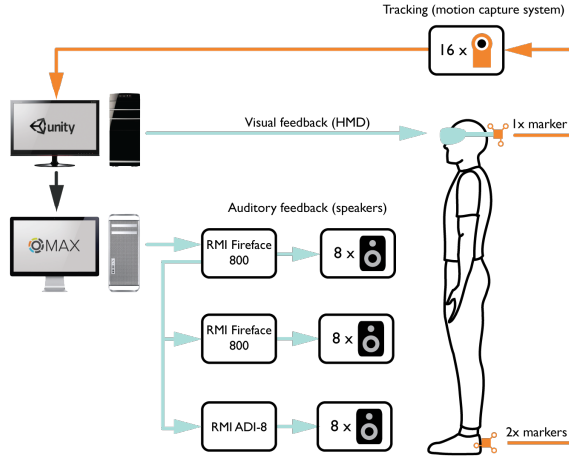 Tracking (motion capture system)
16 x
unity
Visual feedback (HMD)
1x marker
MAX
Auditory feedback (speakers)
RMI Fireface
800
8 x
RMI Fireface
800
8 x
RMI ADI-8
8 x
2x markers